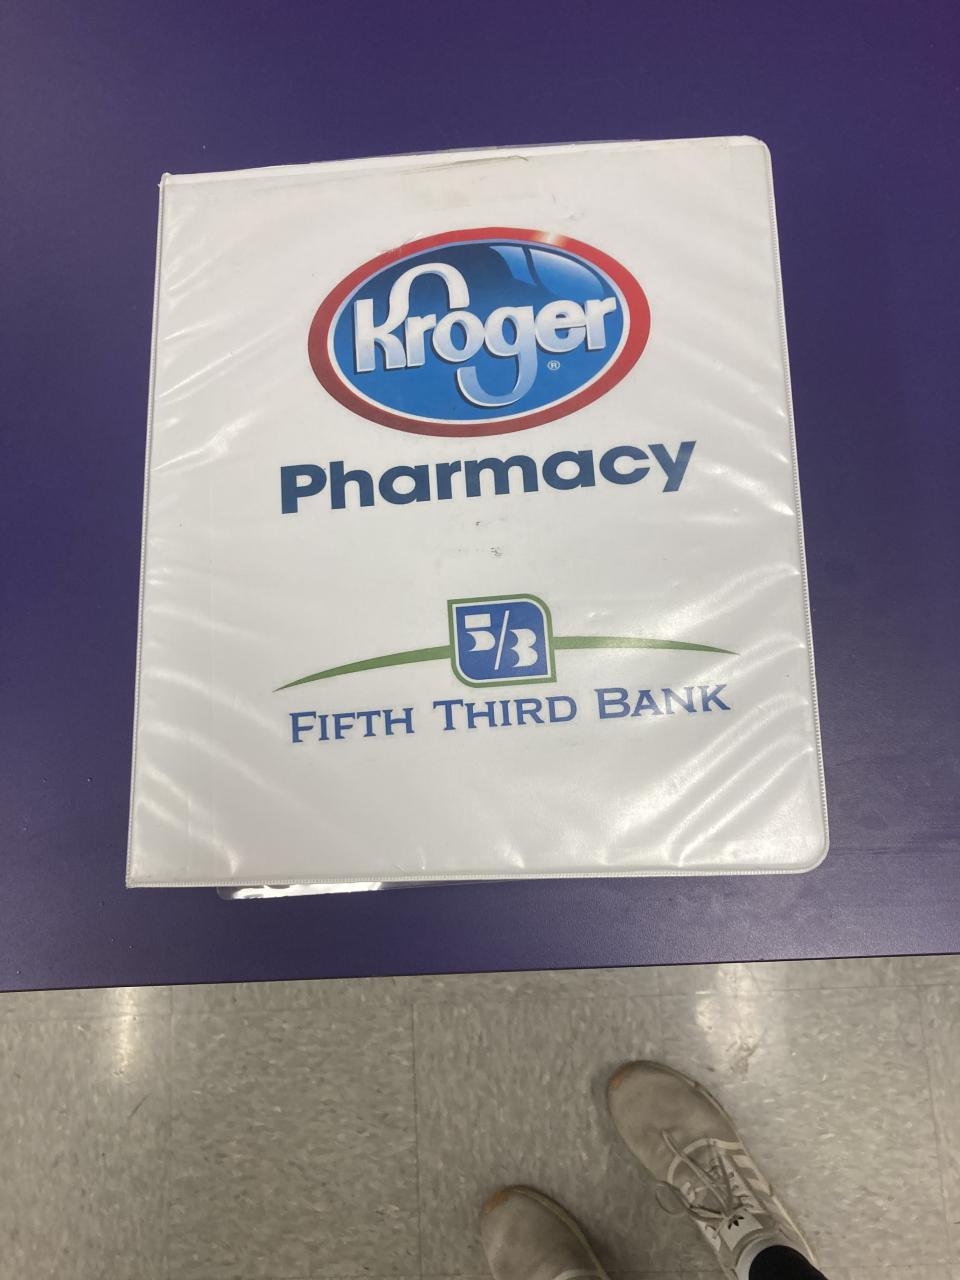 Kroger®
Pharmacy
5/3
FIFTH THIRD BANK